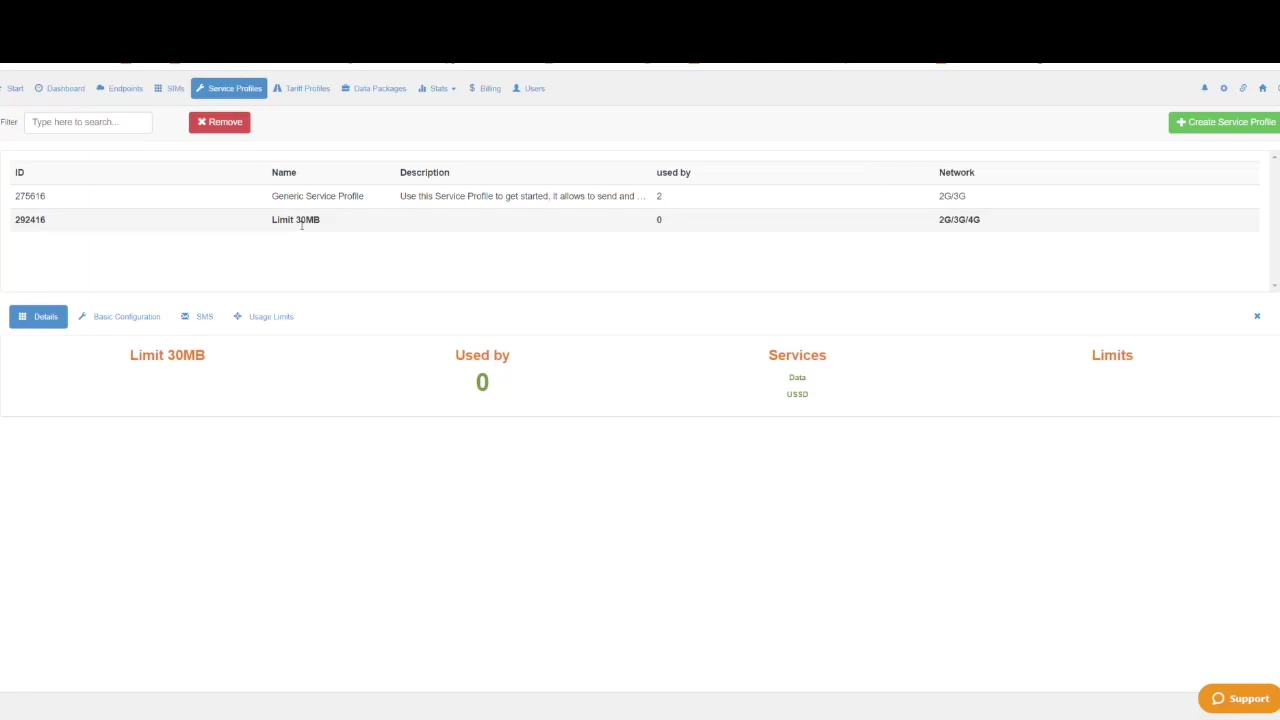 Start Dashboard Endpoints SIMs Service Profiles Tariff Profiles Data Packages Stats Billing Users
Filter Type here to search... Remove Create Service Profile
ID Name Description used by Network
275616 Generic Service Profile Use this Service Profile to get started, it allows to send and ... 2 2G/3G
292416 Limit 30MB 0 2G/3G/4G
Details Basic Configuration SMS Usage Limits
Limit 30MB Used by Services Limits
0 Data
USSD
Support